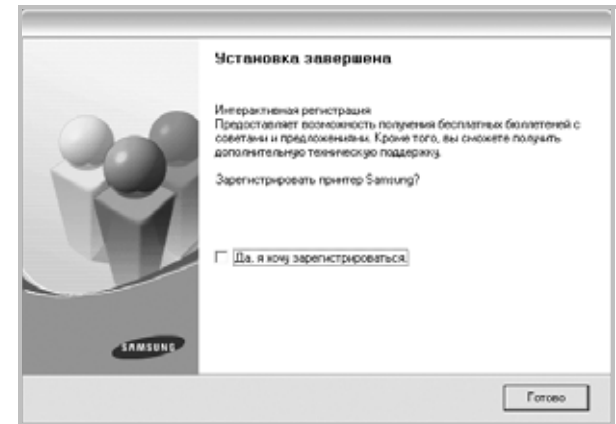 Установка завершена
Интерактивная регистрация
Предоставляет возможность получения бесплатных бюллетеней с
советами и предложениями. Кроме того, вы сможете получить
дополнительную техническую поддержку.
Зарегистрировать принтер Samsung?
Да, я хочу зарегистрироваться.
SAMSUNG
Готово